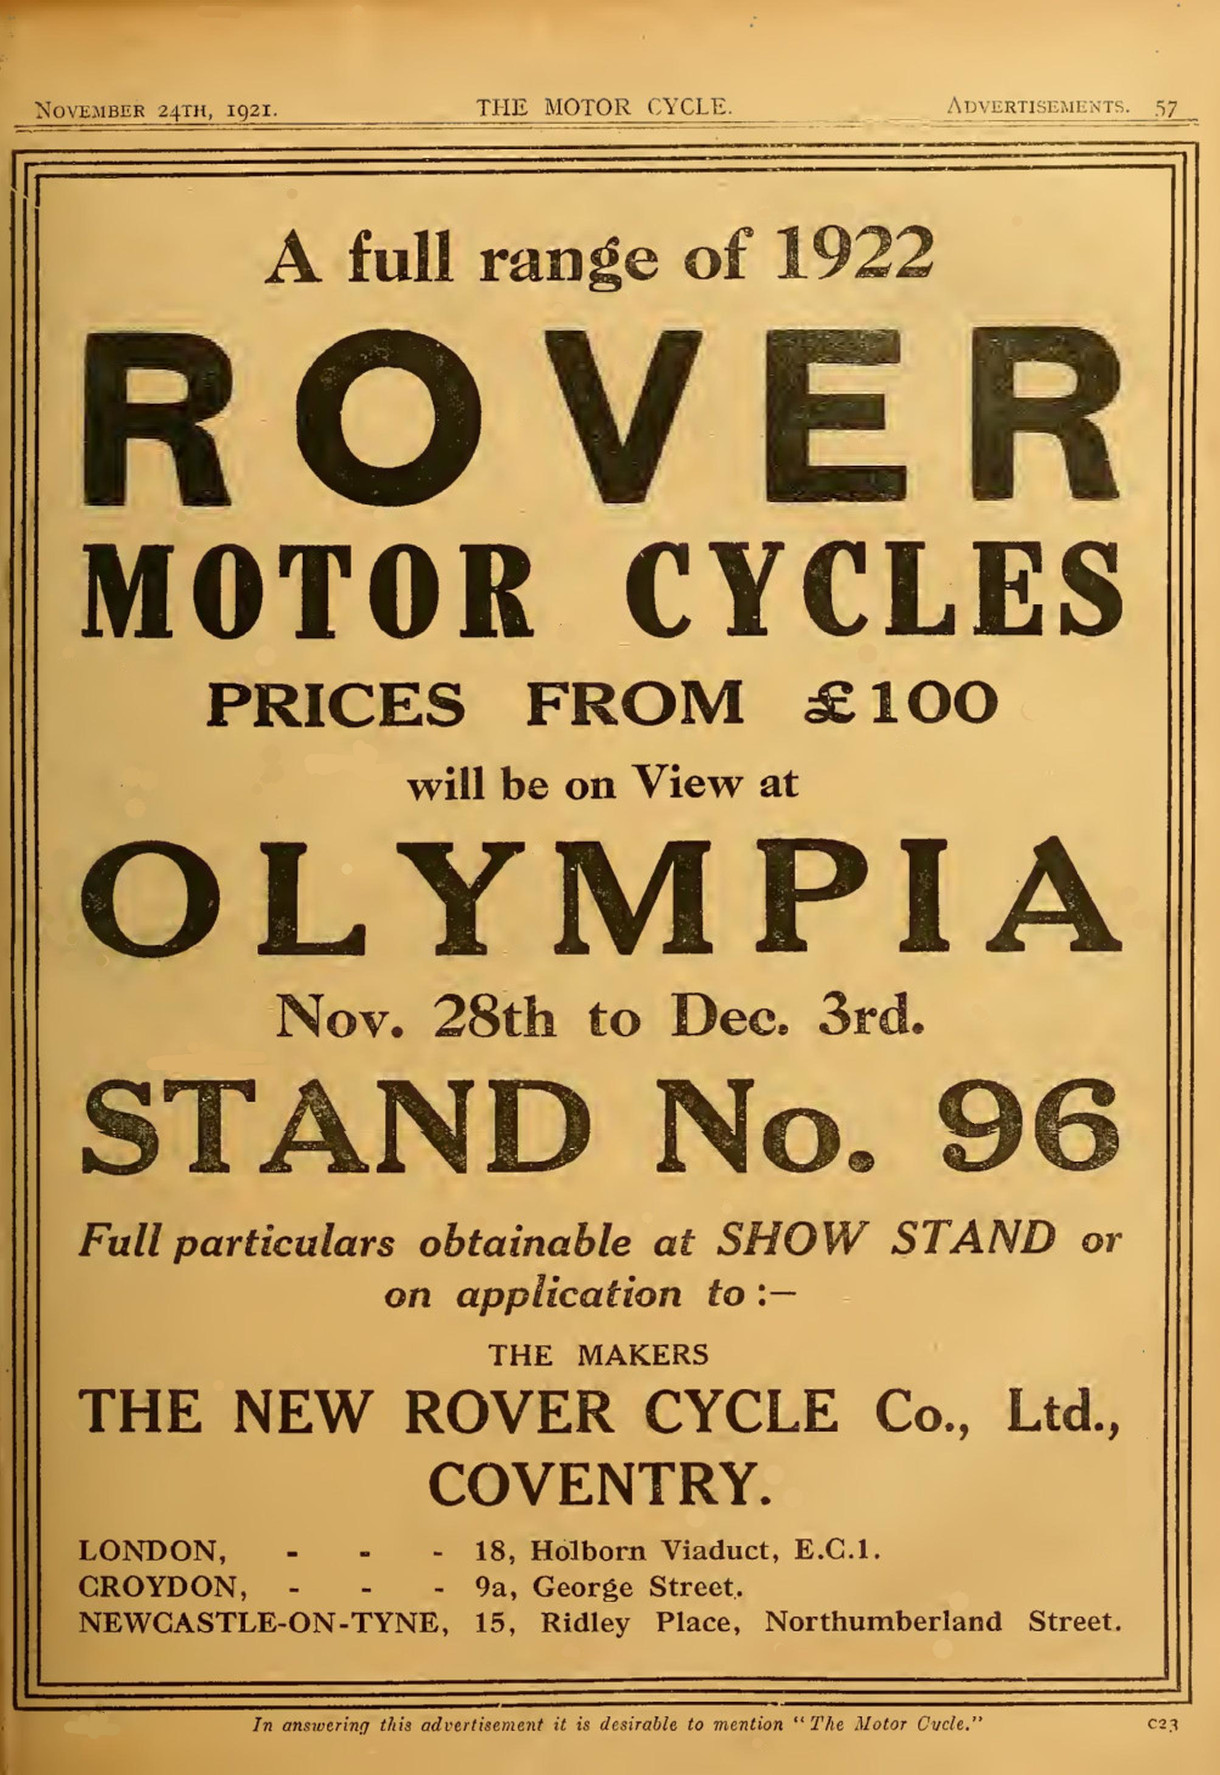 NOVEMBER 24TH, 1921. THE MOTOR CYCLE. ADVERTISEMENTS. 57
A full range of 1922
ROVER
MOTOR CYCLES
PRICES FROM £100
will be on View at
OLYMPIA
Nov. 28th to Dec. 3rd.
STAND No. 96
Full particulars obtainable at SHOW STAND or
on application to :—
THE MAKERS
THE NEW ROVER CYCLE Co., Ltd.,
COVENTRY.
LONDON, - - - 18, Holborn Viaduct, E.C.1.
CROYDON, - - - 9a, George Street.
NEWCASTLE-ON-TYNE, 15, Ridley Place, Northumberland Street.
In answering this advertisement it is desirable to mention “The Motor Cycle.” C23